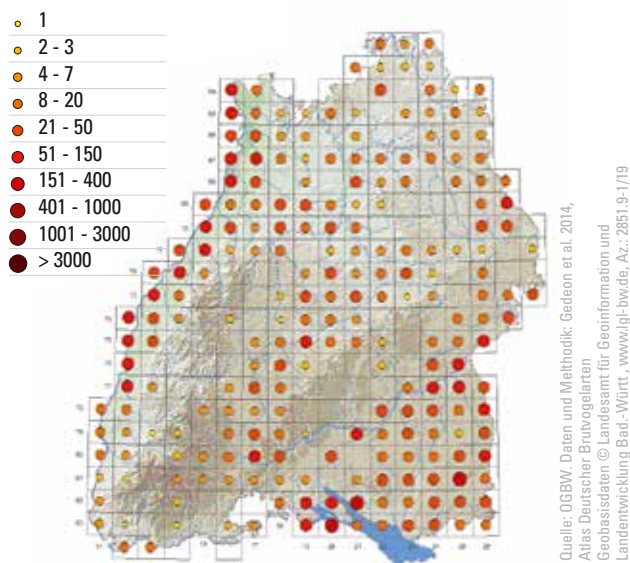 1
2 - 3
4 - 7
8 - 20
21 - 50
51 - 150
151 - 400
401 - 1000
1001 - 3000
> 3000
Quelle: OGBW. Daten und Methodik: Gedeon et al. 2014,
Atlas Deutscher Brutvogelarten
Geobasisdaten © Landesamt für Geoinformation und
Landentwicklung Bad.-Württ., www.lgl-bw.de, Az.: 2851.9-1/19